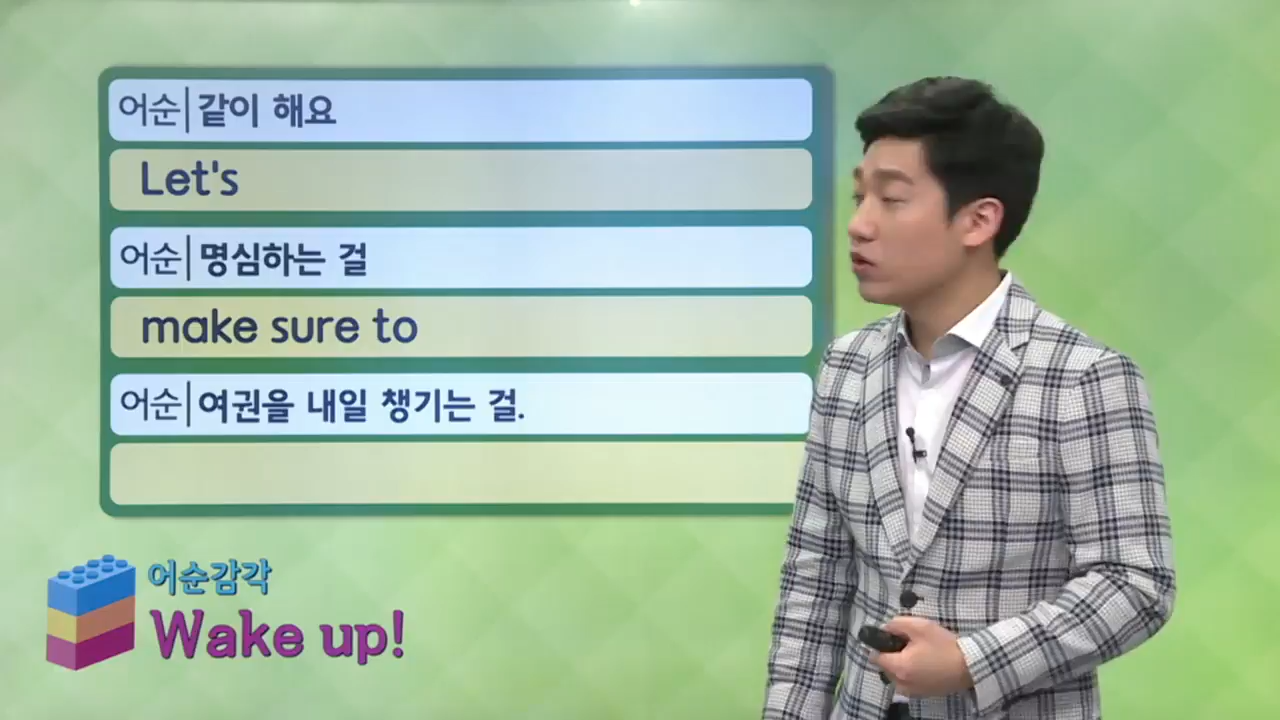 어순 같이 해요
Let's
어순 명심하는 걸
make sure to
어순 여권을 내일 챙기는 걸.
어순감각
Wake up!